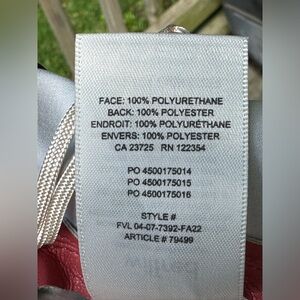 FACE: 100% POLYURETHANE
BACK: 100% POLYESTER
ENDROIT: 100% POLYURÉTHANE
ENVERS: 100% POLYESTER
CA 23725 RN 122354
PO 4500175014
PO 4500175015
PO 4500175016
STYLE #
FVL 04-07-7392-FA22
ARTICLE # 79499